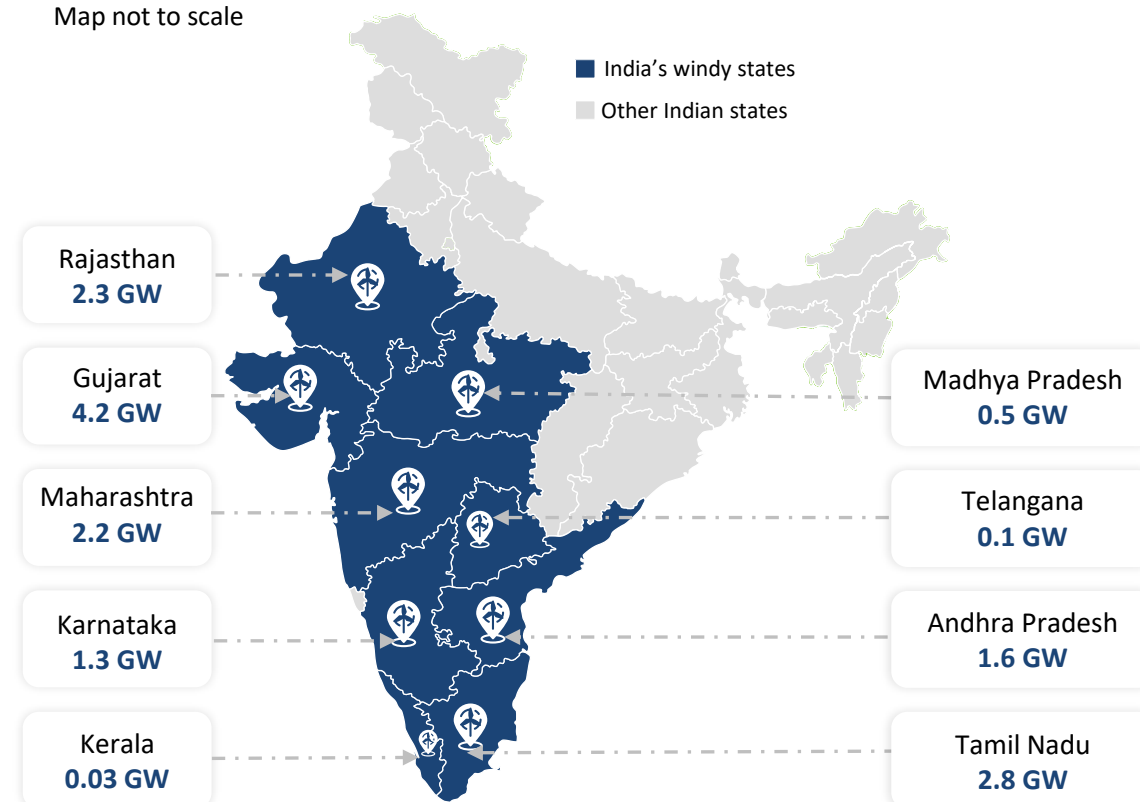 Map not to scale
India's windy states
Other Indian states
Rajasthan
2.3 GW
Gujarat
4.2 GW
Maharashtra
2.2 GW
Karnataka
1.3 GW
Kerala
0.03 GW
Madhya Pradesh
0.5 GW
Telangana
0.1 GW
Andhra Pradesh
1.6 GW
Tamil Nadu
2.8 GW